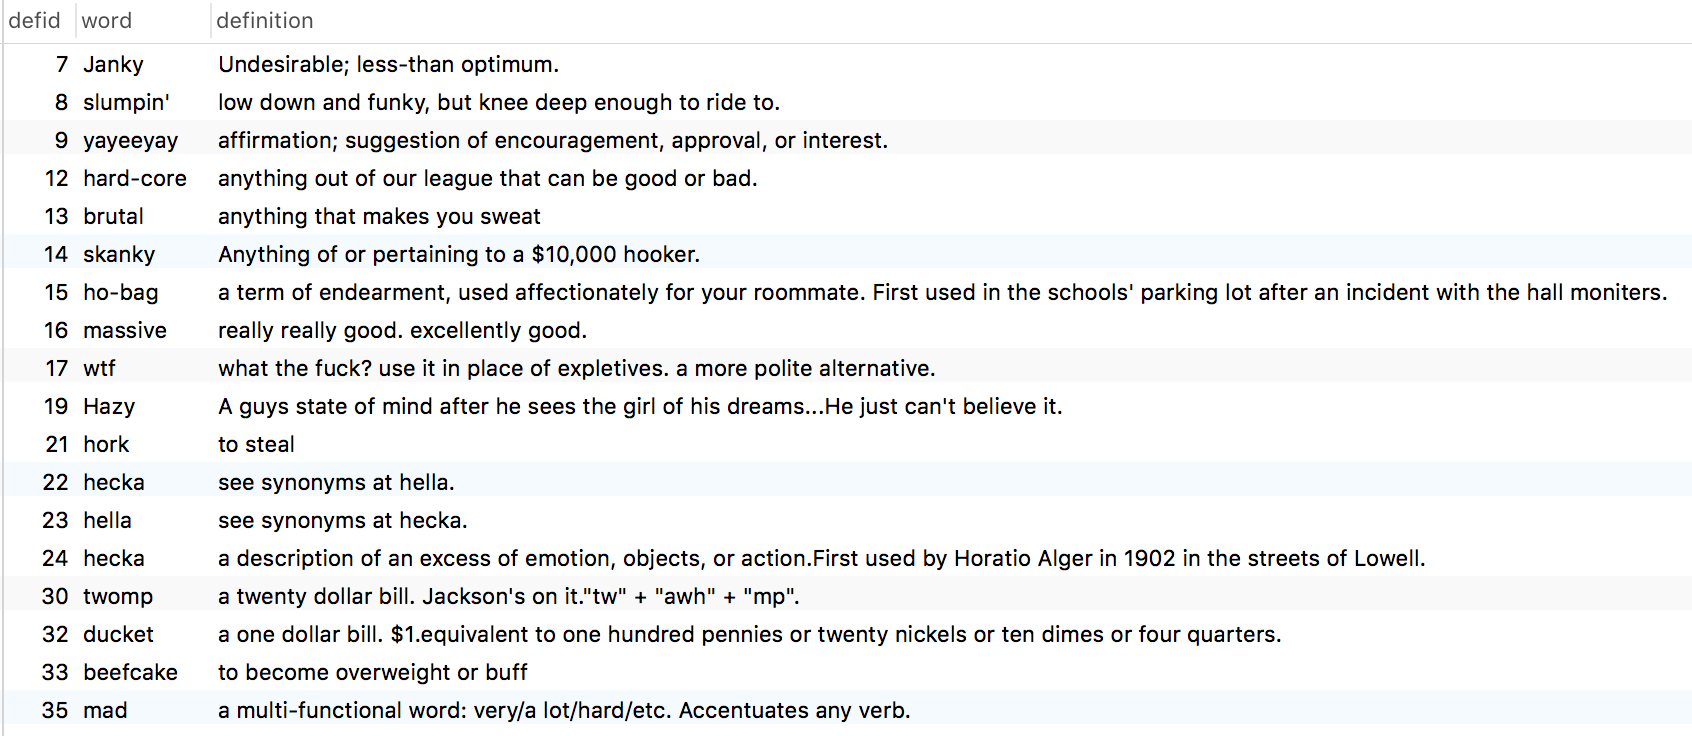 defid word definition
7 Janky Undesirable; less-than optimum.
8 slumpin' low down and funky, but knee deep enough to ride to.
9 yayeeyay affirmation; suggestion of encouragement, approval, or interest.
12 hard-core anything out of our league that can be good or bad.
13 brutal anything that makes you sweat
14 skanky Anything of or pertaining to a $10,000 hooker.
15 ho-bag a term of endearment, used affectionately for your roommate. First used in the schools' parking lot after an incident with the hall moniters.
16 massive really really good. excellently good.
17 wtf what the fuck? use it in place of expletives. a more polite alternative.
19 Hazy A guys state of mind after he sees the girl of his dreams...He just can't believe it.
21 hork to steal
22 hecka see synonyms at hella.
23 hella see synonyms at hecka.
24 hecka a description of an excess of emotion, objects, or action.First used by Horatio Alger in 1902 in the streets of Lowell.
30 twomp a twenty dollar bill. Jackson's on it."tw" + "awh" + "mp".
32 ducket a one dollar bill. $1.equivalent to one hundred pennies or twenty nickels or ten dimes or four quarters.
33 beefcake to become overweight or buff
35 mad a multi-functional word: very/a lot/hard/etc. Accentuates any verb.